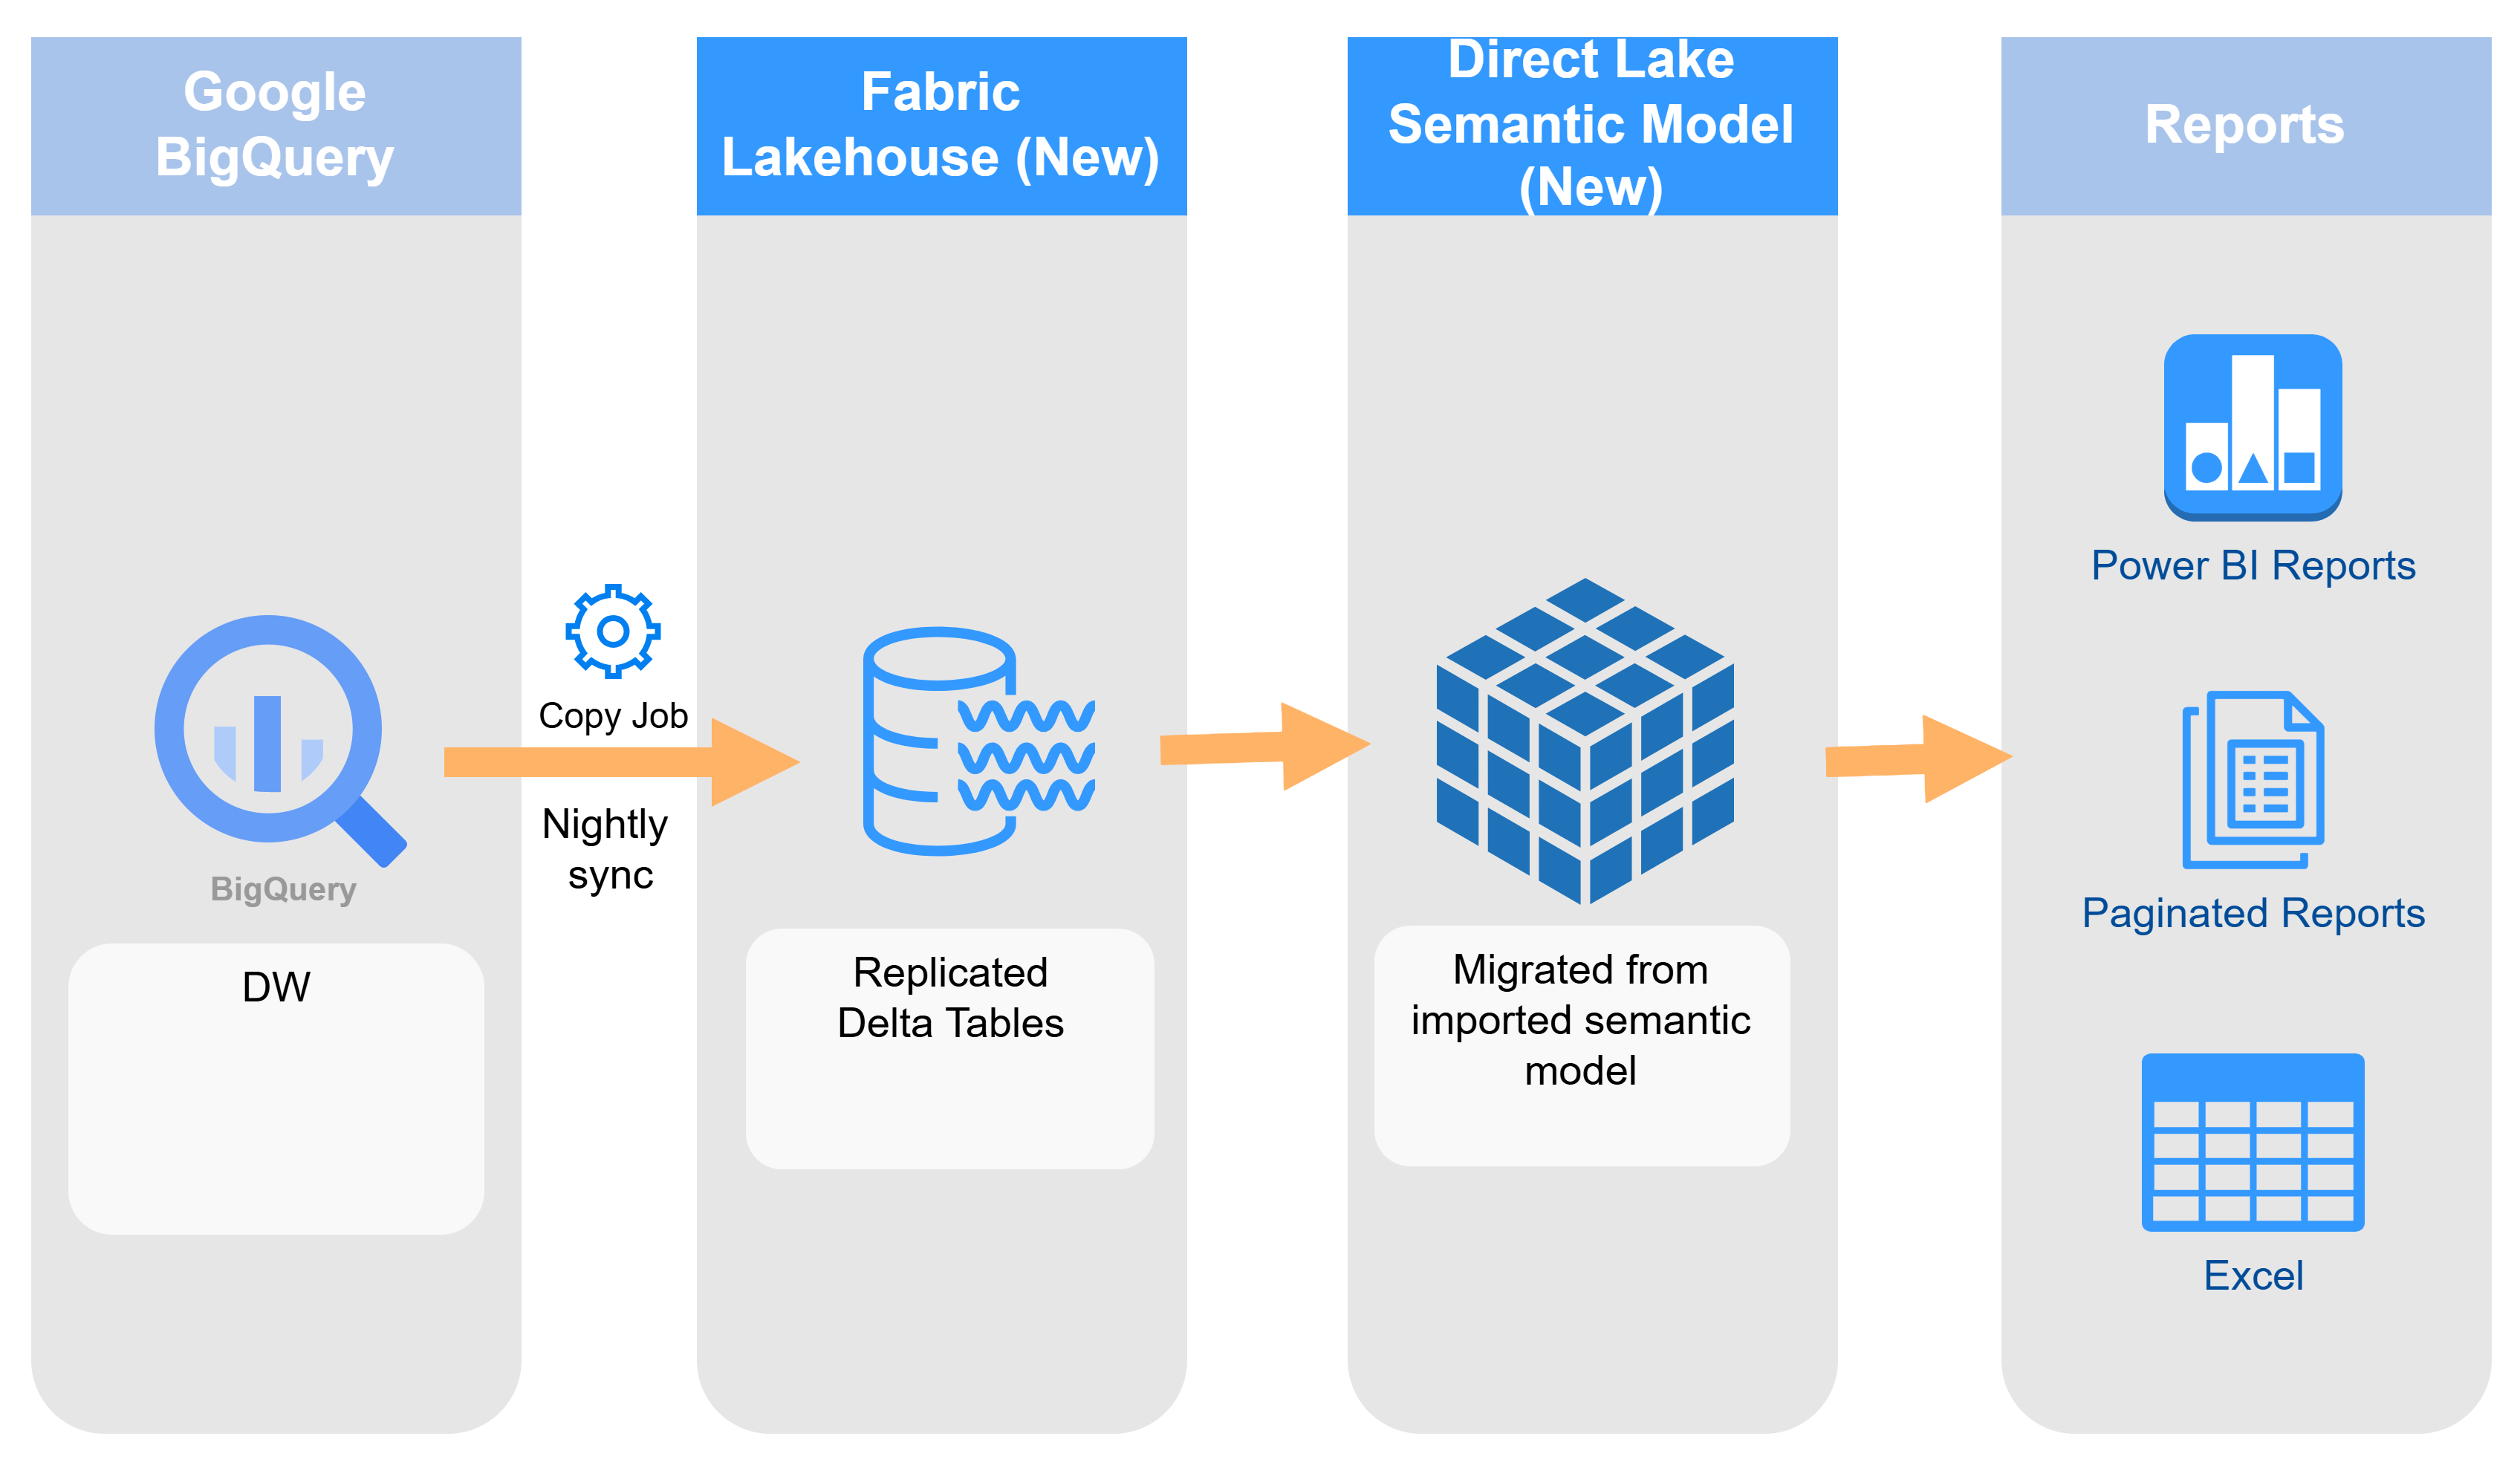 Google
BigQuery
Fabric
Lakehouse (New)
Direct Lake
Semantic Model
(New)
Reports
Copy Job
Nightly
sync
BigQuery
DW
Replicated
Delta Tables
Migrated from
imported semantic
model
Power BI Reports
Paginated Reports
Excel